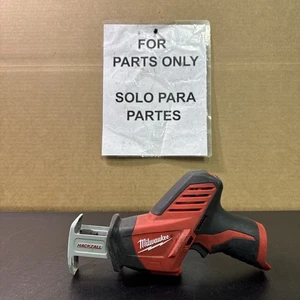 FOR
PARTS ONLY
SOLO PARA
PARTES
Milwaukee
HACKZALL